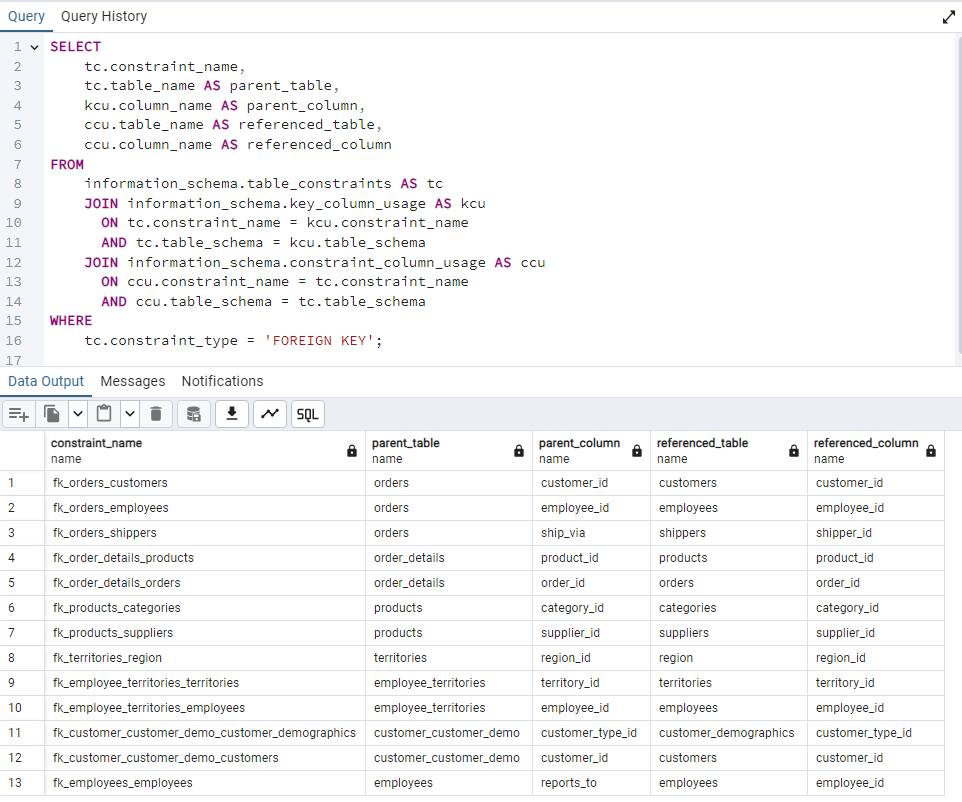 Query Query History
1 SELECT
2 tc.constraint_name,
3 tc.table_name AS parent_table,
4 kcu.column_name AS parent_column,
5 ccu.table_name AS referenced_table,
6 ccu.column_name AS referenced_column
7 FROM
8 information_schema.table_constraints AS tc
9 JOIN information_schema.key_column_usage AS kcu
10 ON tc.constraint_name = kcu.constraint_name
11 AND tc.table_schema = kcu.table_schema
12 JOIN information_schema.constraint_column_usage AS ccu
13 ON ccu.constraint_name = tc.constraint_name
14 AND ccu.table_schema = tc.table_schema
15 WHERE
16 tc.constraint_type = 'FOREIGN KEY';
17
Data Output Messages Notifications
SQL
constraint_name parent_table parent_column referenced_table referenced_column
name name name name name
1 fk_orders_customers orders customer_id customers customer_id
2 fk_orders_employees orders employee_id employees employee_id
3 fk_orders_shippers orders ship_via shippers shipper_id
4 fk_order_details_products order_details product_id products product_id
5 fk_order_details_orders order_details order_id orders order_id
6 fk_products_categories products category_id categories category_id
7 fk_products_suppliers products supplier_id suppliers supplier_id
8 fk_territories_region territories region_id region region_id
9 fk_employee_territories_territories employee_territories territory_id territories territory_id
10 fk_employee_territories_employees employee_territories employee_id employees employee_id
11 fk_customer_customer_demo_customer_demographics customer_customer_demo customer_type_id customer_demographics customer_type_id
12 fk_customer_customer_demo_customers customer_customer_demo customer_id customers customer_id
13 fk_employees_employees employees reports_to employees employee_id